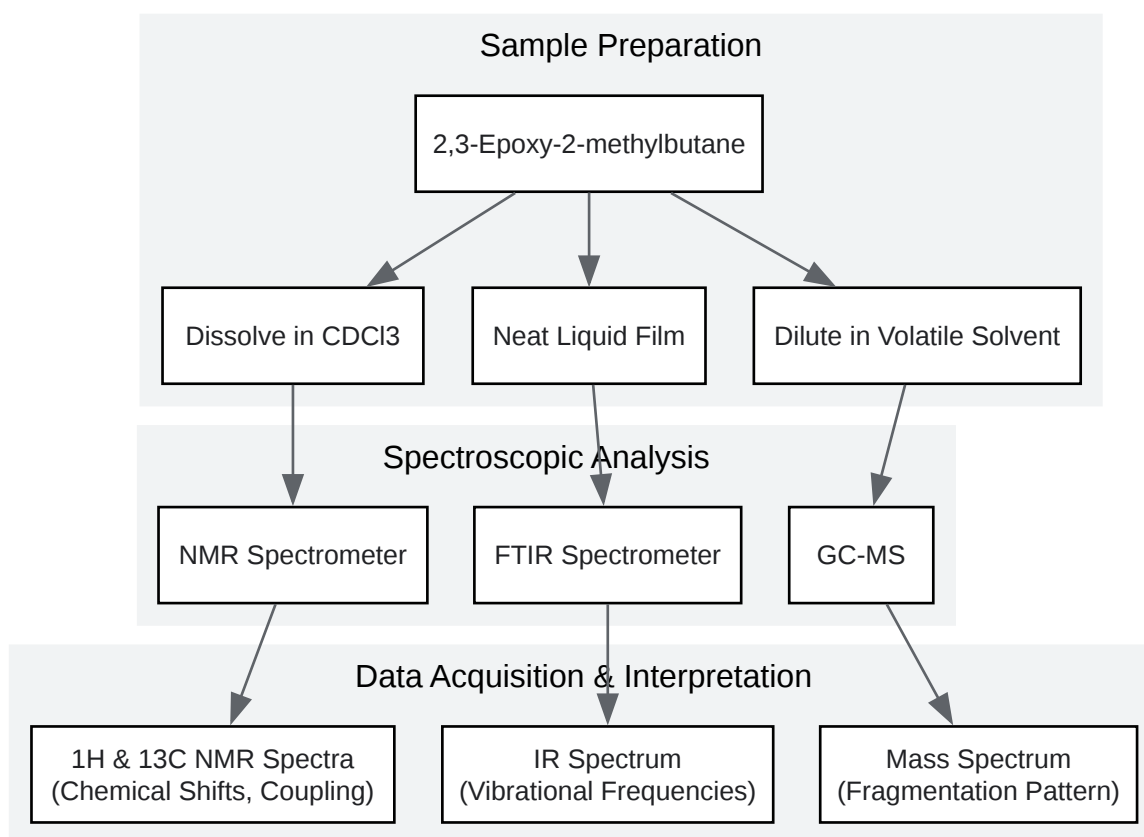 Sample Preparation
2,3-Epoxy-2-methylbutane
Dissolve in CDCl3
Neat Liquid Film
Dilute in Volatile Solvent
Spectroscopic Analysis
NMR Spectrometer
FTIR Spectrometer
GC-MS
Data Acquisition & Interpretation
1H & 13C NMR Spectra
(Chemical Shifts, Coupling)
IR Spectrum
(Vibrational Frequencies)
Mass Spectrum
(Fragmentation Pattern)